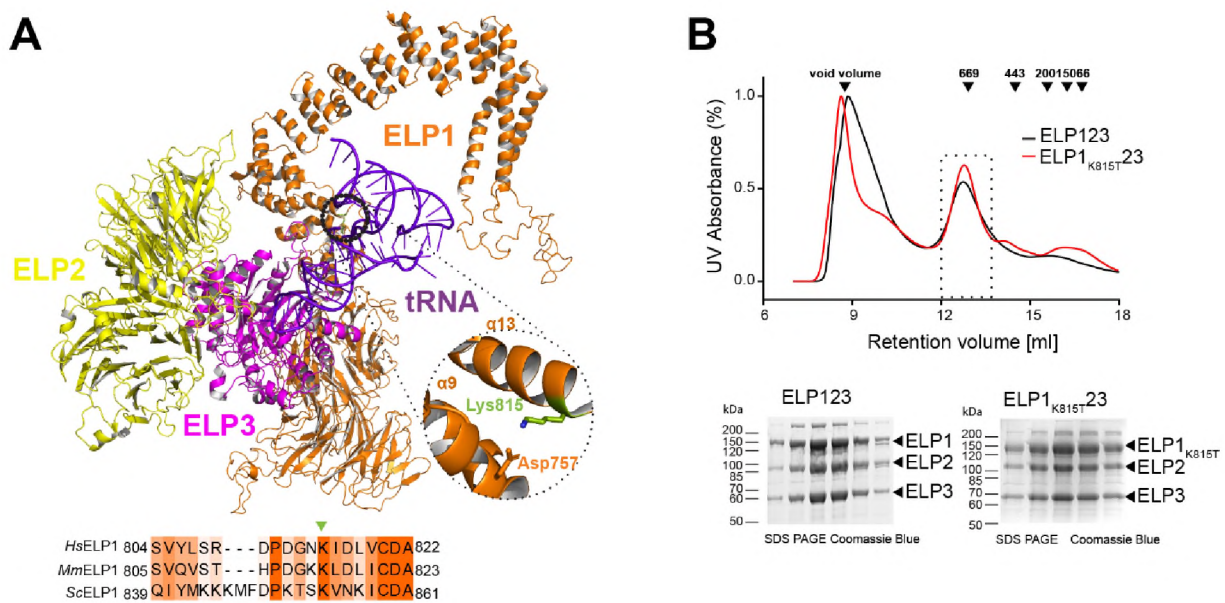 A
ELP1
ELP2
ELP3
tRNA
α13
α9
Lys815
Asp757
HsELP1 804 SVYLSR---DPDGNKIDLVCDA 822
MmELP1 805 SVQVST---HPDGKKLDLICDA 823
ScELP1 839 QIYMKKKMFDPKTSKVNKICDA 861
B
void volume 669 443 200 150 66
UV Absorbance (%)
1.0
0.5
0.0
ELP123
ELP1K815T23
6 9 12 15 18
Retention volume [ml]
ELP123
kDa
200
150
120
100
85
70
60
50
ELP1
ELP2
ELP3
SDS PAGE Coomassie Blue
ELP1K815T23
kDa
200
150
120
100
85
70
60
50
ELP1K815T
ELP2
ELP3
SDS PAGE Coomassie Blue